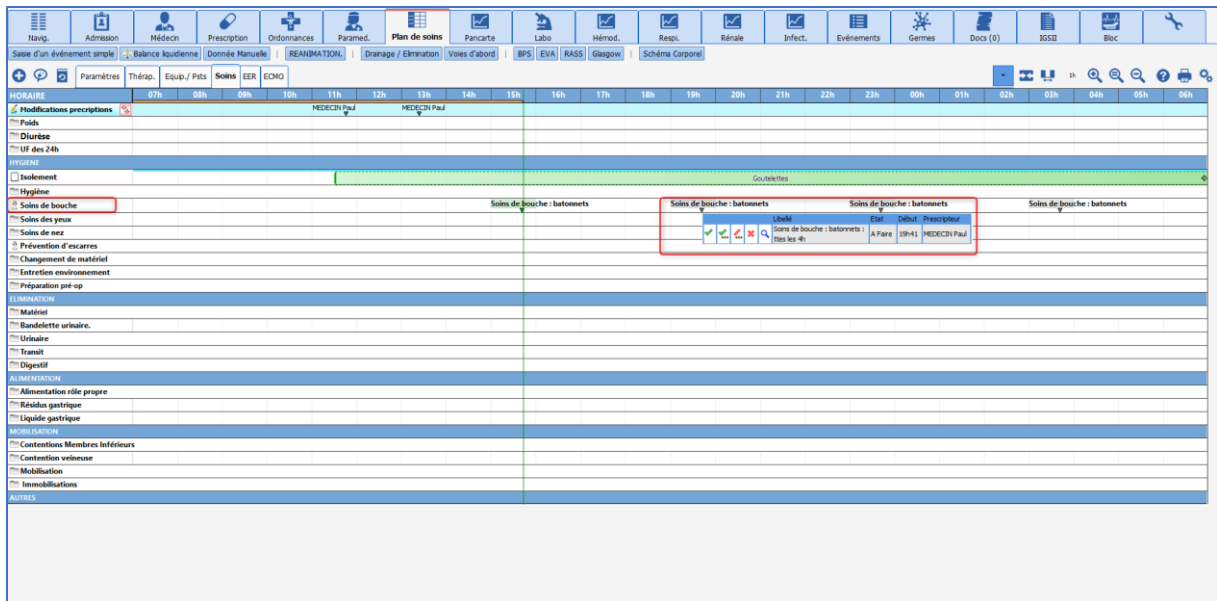 Navig. Admission Médecin Prescription Ordonnances Paramed. Plan de soins Pancarte Labo Hémod. Respi. Rénale Infect. Evénements Germes Docs (0) IGSII Bloc
Saisie d'un événement simple Balance liquidienne Donnée Manuelle | REANIMATION. | Drainage / Elimination Voies d'abord | BPS EVA RASS Glasgow | Schéma Corporel
Paramètres Thérap. Equip./ Psts Soins EER ECMO 1h
HORAIRE 07h 08h 09h 10h 11h 12h 13h 14h 15h 16h 17h 18h 19h 20h 21h 22h 23h 00h 01h 02h 03h 04h 05h 06h
Modifications precriptions MEDECIN Paul MEDECIN Paul
Poids
Diurèse
UF des 24h
HYGIENE
Isolement Goutelettes
Hygiène
Soins de bouche Soins de bouche : batonnets Soins de bouche : batonnets Soins de bouche : batonnets Soins de bouche : batonnets
Soins des yeux Libellé Etat Début Prescripteur
Soins de nez Soins de bouche : batonnets : ttes les 4h A Faire 19h41 MEDECIN Paul
Prévention d'escarres
Changement de matériel
Entretien environnement
Préparation pré-op
ELIMINATION
Matériel
Bandelette urinaire.
Urinaire
Transit
Digestif
ALIMENTATION
Alimentation rôle propre
Résidus gastrique
Liquide gastrique
MOBILISATION
Contentions Membres Inférieurs
Contention veineuse
Mobilisation
Immobilisations
AUTRES